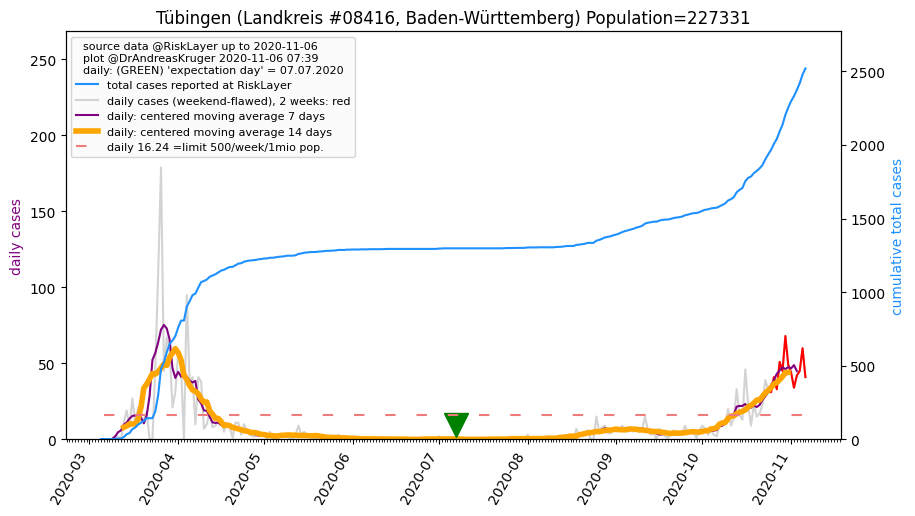 Tübingen (Landkreis #08416, Baden-Württemberg) Population=227331
source data @RiskLayer up to 2020-11-06
plot @DrAndreasKruger 2020-11-06 07:39
daily: (GREEN) 'expectation day' = 07.07.2020
total cases reported at RiskLayer
daily cases (weekend-flawed), 2 weeks: red
daily: centered moving average 7 days
daily: centered moving average 14 days
daily 16.24 =limit 500/week/1mio pop.
daily cases
250
200
150
100
50
0
cumulative total cases
2500
2000
1500
1000
500
0
2020-03
2020-04
2020-05
2020-06
2020-07
2020-08
2020-09
2020-10
2020-11